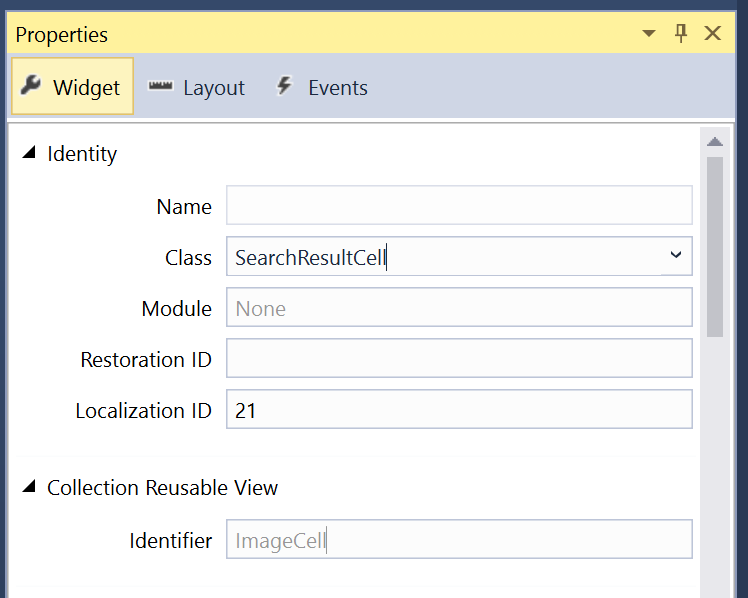 Properties
Widget Layout Events
Identity
Name
Class SearchResultCell
Module None
Restoration ID
Localization ID 21
Collection Reusable View
Identifier ImageCell